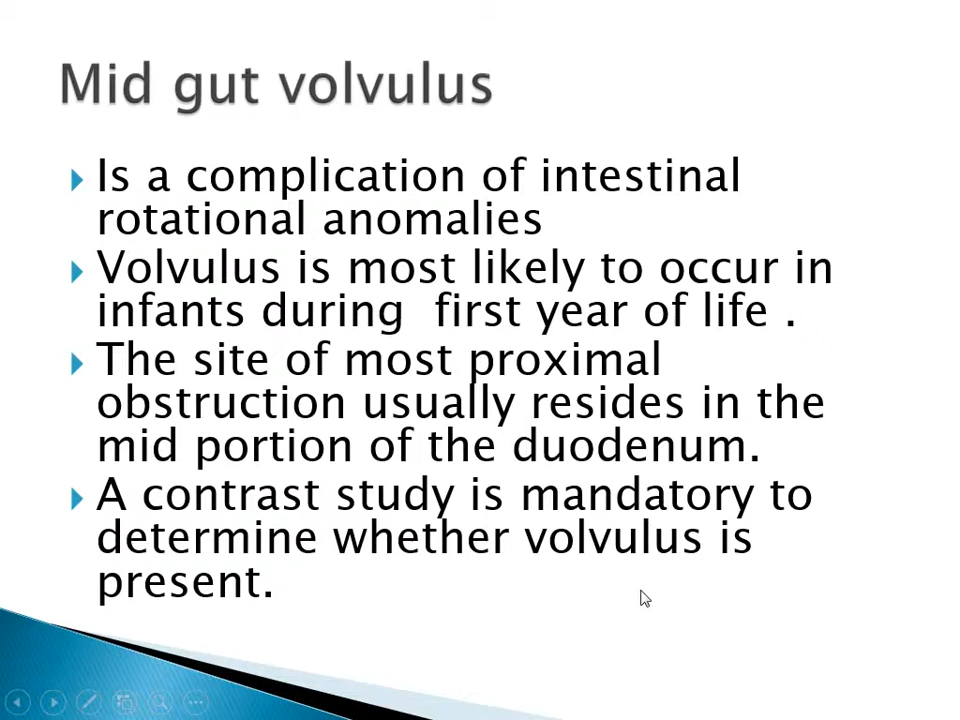 Mid gut volvulus
Is a complication of intestinal
rotational anomalies
Volvulus is most likely to occur in
infants during  first year of life .
The site of most proximal
obstruction usually resides in the
mid portion of the duodenum.
A contrast study is mandatory to
determine whether volvulus is
present.